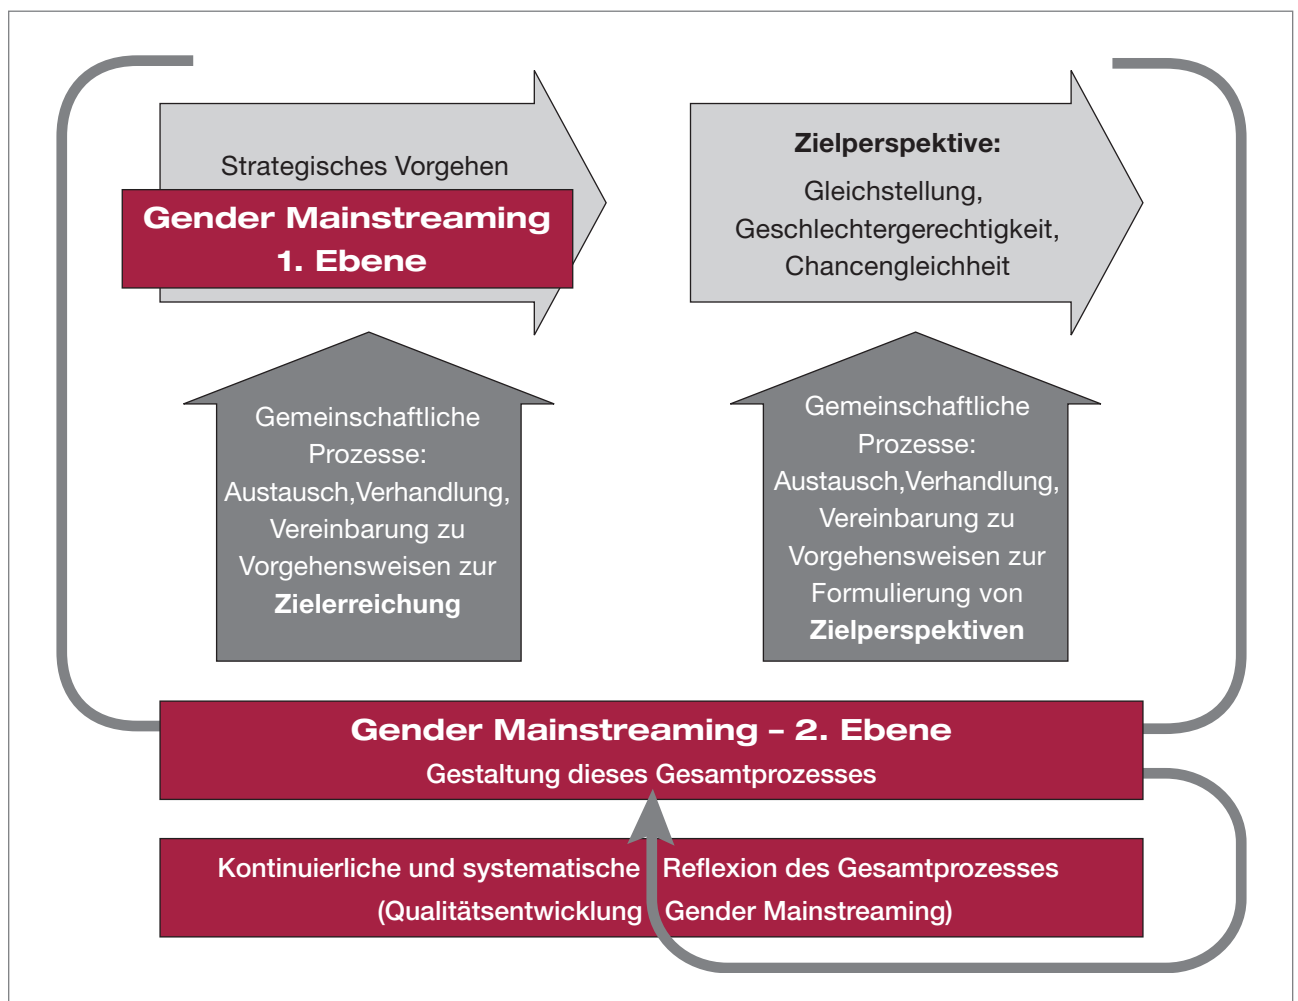 Strategisches Vorgehen
Gender Mainstreaming
1. Ebene
Zielperspektive:
Gleichstellung,
Geschlechtergerechtigkeit,
Chancengleichheit
Gemeinschaftliche
Prozesse:
Austausch,Verhandlung,
Vereinbarung zu
Vorgehensweisen zur
Zielerreichung
Gemeinschaftliche
Prozesse:
Austausch,Verhandlung,
Vereinbarung zu
Vorgehensweisen zur
Formulierung von
Zielperspektiven
Gender Mainstreaming – 2. Ebene
Gestaltung dieses Gesamtprozesses
Kontinuierliche und systematische Reflexion des Gesamtprozesses
(Qualitätsentwicklung Gender Mainstreaming)